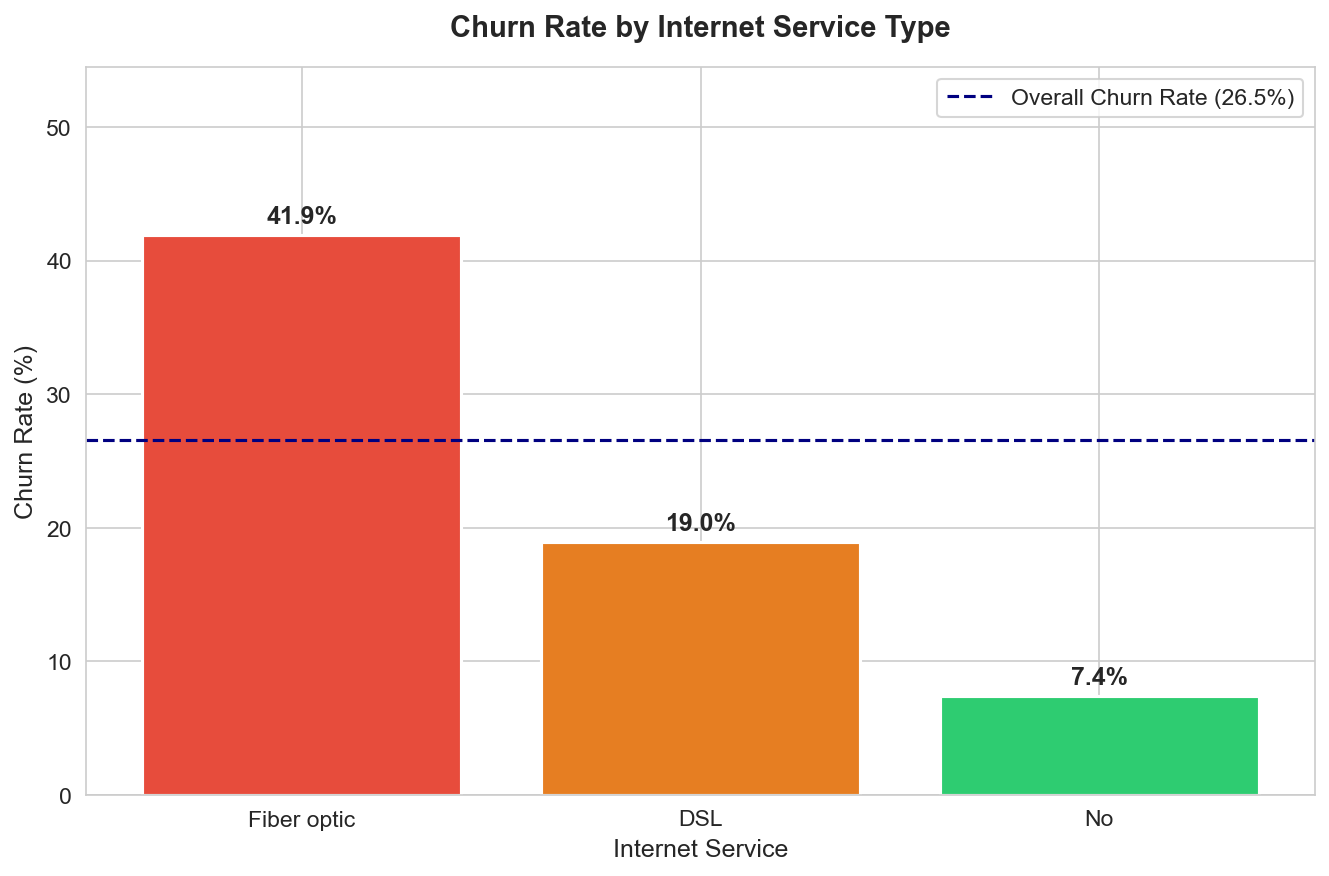 Churn Rate by Internet Service Type
Overall Churn Rate (26.5%)
Churn Rate (%)
50
40
30
20
10
0
41.9%
19.0%
7.4%
Fiber optic
DSL
No
Internet Service